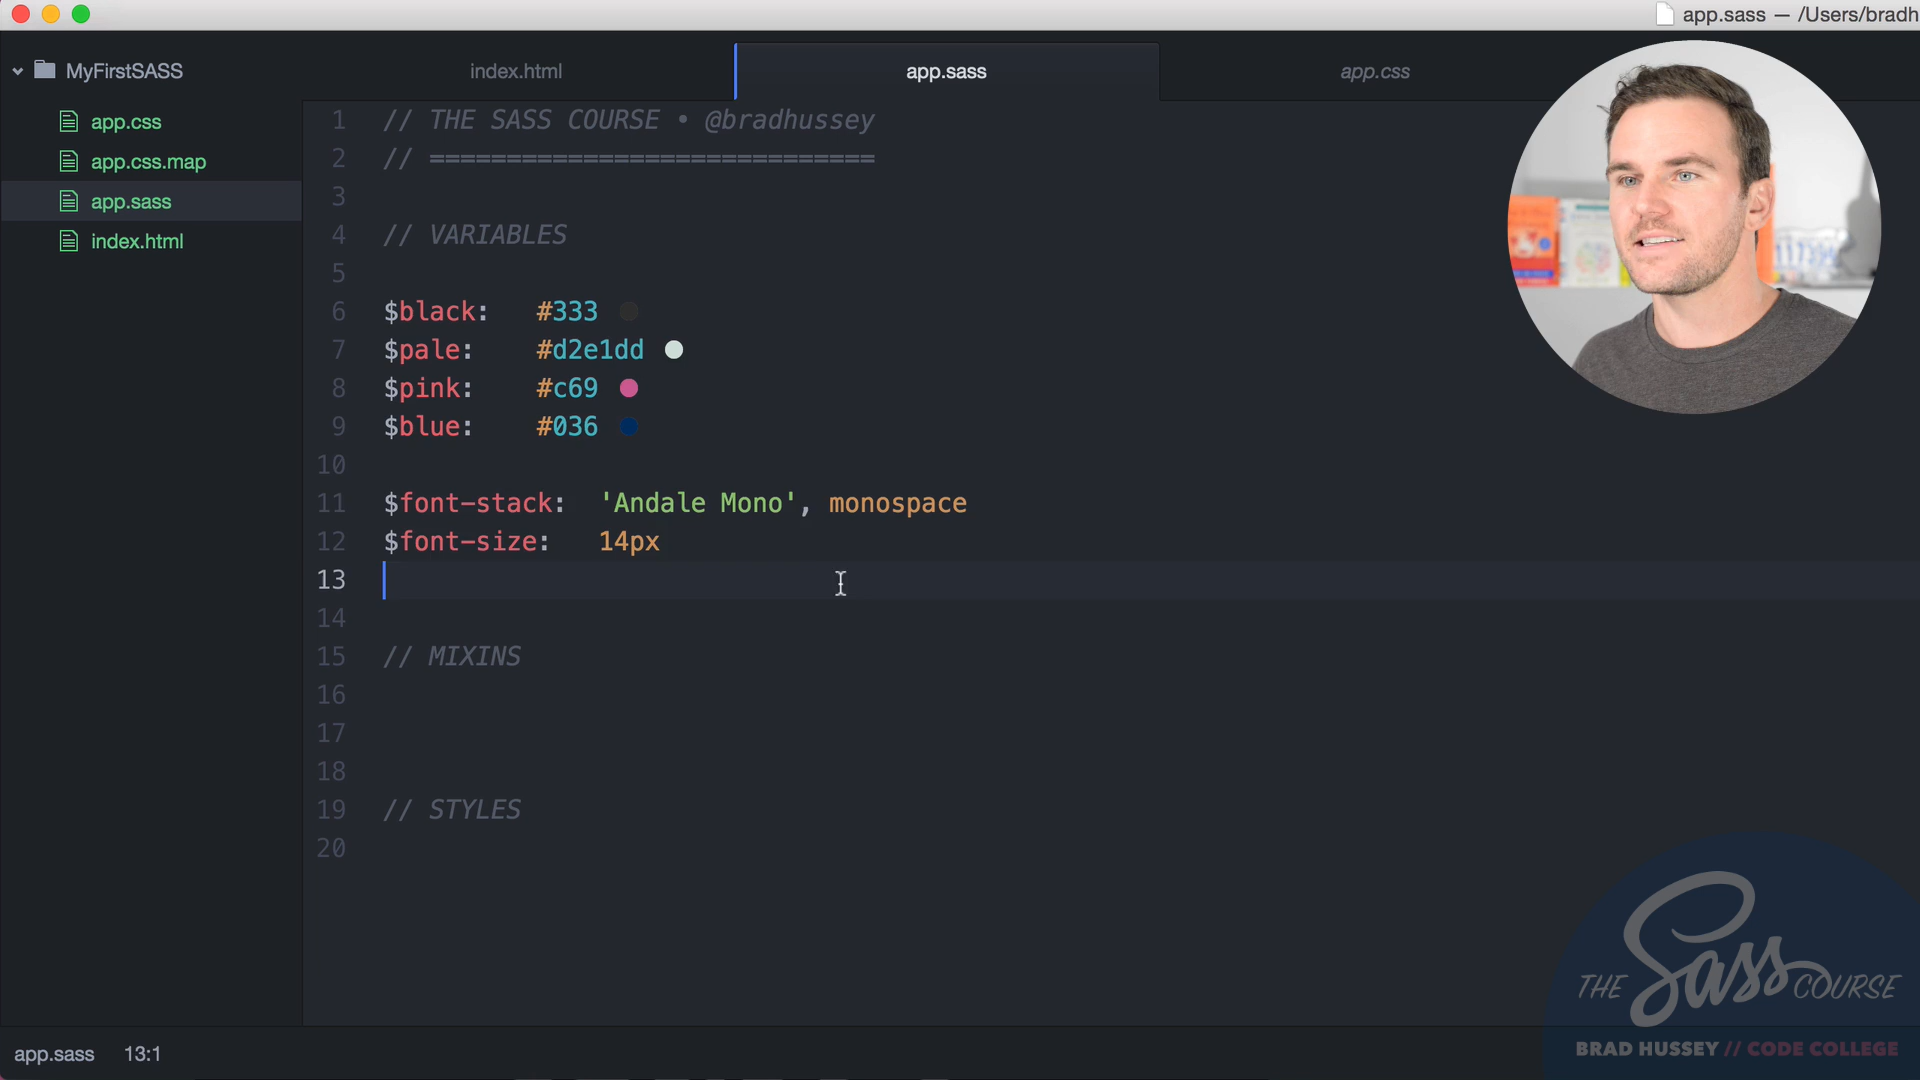 app.sass — /Users/bradh
MyFirstSASS
index.html
app.sass
app.css
app.css
app.css.map
app.sass
index.html
1 // THE SASS COURSE • @bradhussey
2 // =============================
3
4 // VARIABLES
5
6 $black: #333
7 $pale: #d2e1dd
8 $pink: #c69
9 $blue: #036
10
11 $font-stack: 'Andale Mono', monospace
12 $font-size: 14px
13
14
15 // MIXINS
16
17
18
19 // STYLES
20
THE Sass COURSE
BRAD HUSSEY // CODE COLLEGE
app.sass 13:1